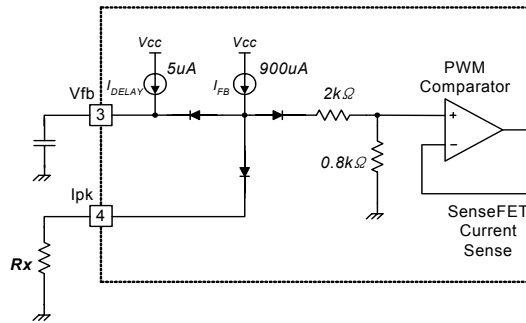 Vcc
Vcc
5uA
900uA
IDELAY
IFB
Vfb
3
2kΩ
PWM
Comparator
+
−
0.8kΩ
Ipk
4
SenseFET
Current
Sense
Rx